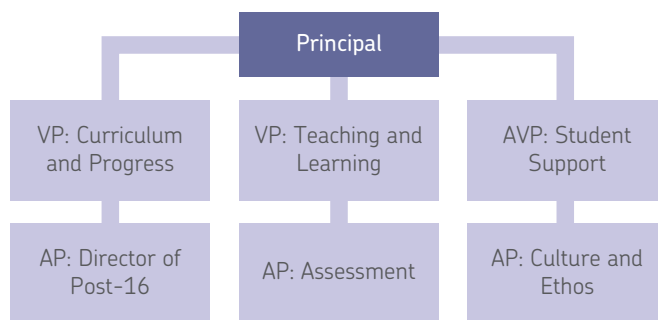 Principal
VP: Curriculum
and Progress
VP: Teaching and
Learning
AVP: Student
Support
AP: Director of
Post-16
AP: Assessment
AP: Culture and
Ethos